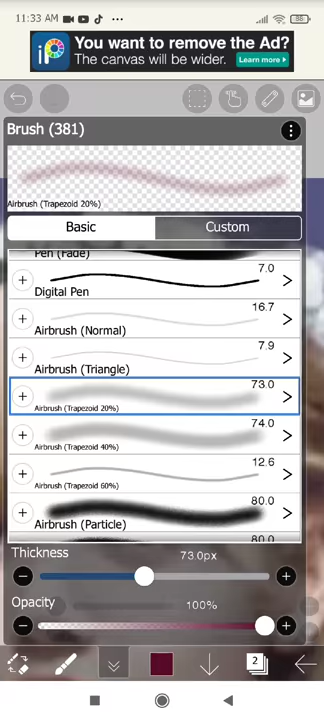 11:33 AM
88
iP
You want to remove the Ad?
The canvas will be wider.
Learn more
Brush (381)
Airbrush (Trapezoid 20%)
Basic
Custom
Pen (Fade)
7.0
Digital Pen
16.7
Airbrush (Normal)
7.9
Airbrush (Triangle)
73.0
Airbrush (Trapezoid 20%)
74.0
Airbrush (Trapezoid 40%)
12.6
Airbrush (Trapezoid 60%)
80.0
Airbrush (Particle)
80.0
Thickness
73.0px
Opacity
100%
2